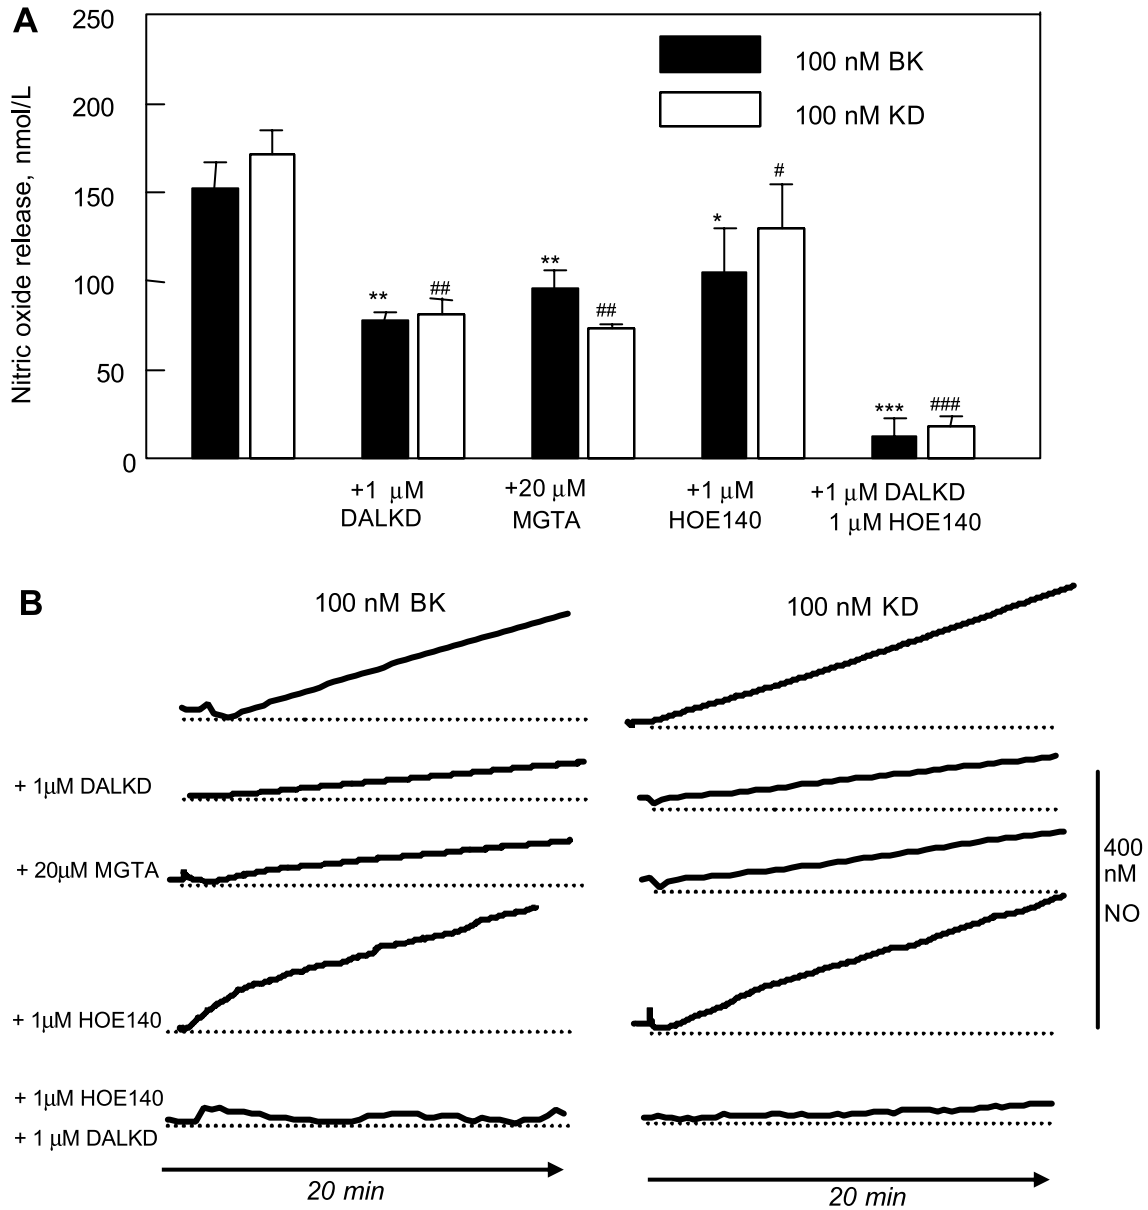 A
250
200
150
100
50
0
Nitric oxide release, nmol/L
100 nM BK
100 nM KD
** ## ** ## * # *** ###
+1 μM
DALKD
+20 μM
MGTA
+1 μM
HOE140
+1 μM DALKD
1 μM HOE140
B
100 nM BK
100 nM KD
+ 1μM DALKD
+ 20μM MGTA
+ 1μM HOE140
+ 1μM HOE140
+ 1 μM DALKD
400
nM
NO
20 min
20 min